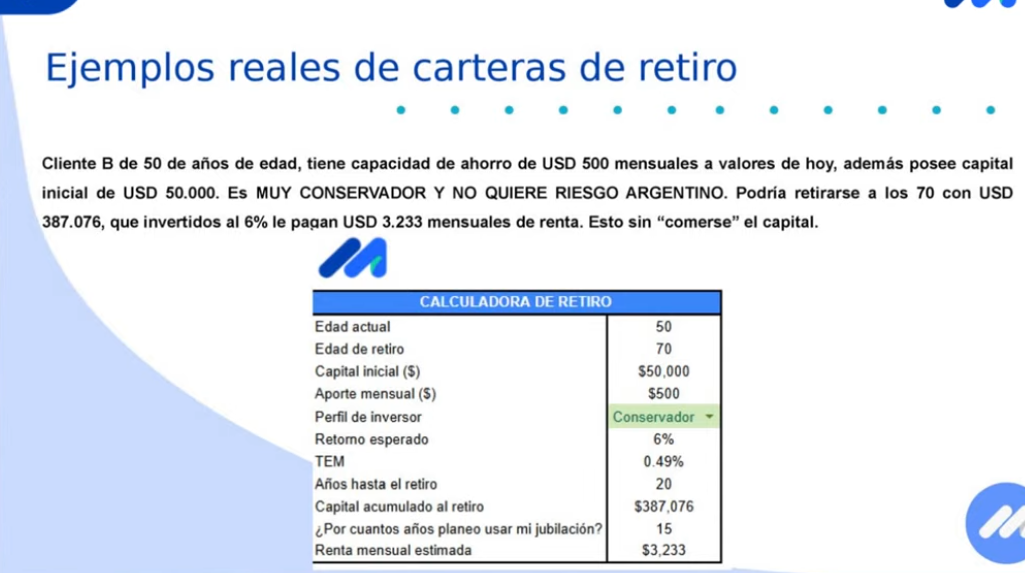 Ejemplos reales de carteras de retiro
Cliente B de 50 de años de edad, tiene capacidad de ahorro de USD 500 mensuales a valores de hoy, además posee capital
inicial de USD 50.000. Es MUY CONSERVADOR Y NO QUIERE RIESGO ARGENTINO. Podría retirarse a los 70 con USD
387.076, que invertidos al 6% le pagan USD 3.233 mensuales de renta. Esto sin “comerse” el capital.
CALCULADORA DE RETIRO
Edad actual 50
Edad de retiro 70
Capital inicial ($) $50,000
Aporte mensual ($) $500
Perfil de inversor Conservador
Retorno esperado 6%
TEM 0.49%
Años hasta el retiro 20
Capital acumulado al retiro $387,076
¿Por cuantos años planeo usar mi jubilación? 15
Renta mensual estimada $3,233